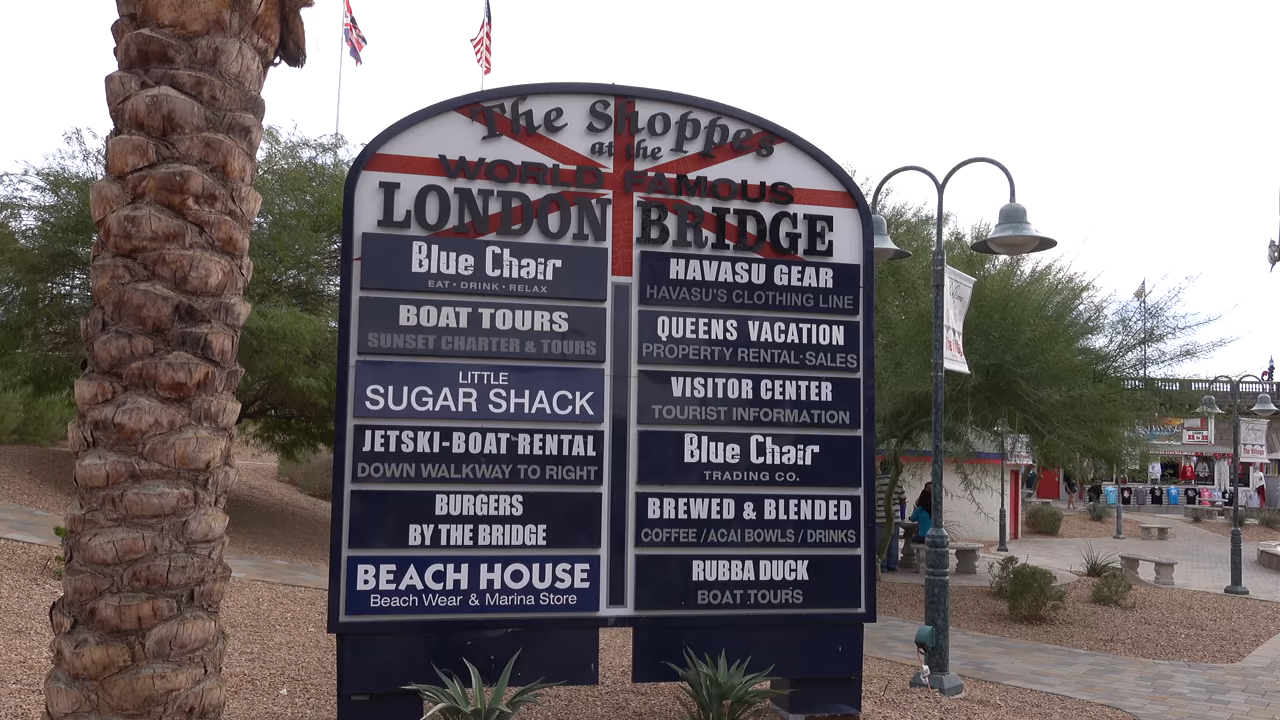 The Shoppes
at the
WORLD FAMOUS
LONDON BRIDGE
Blue Chair
EAT • DRINK • RELAX
BOAT TOURS
SUNSET CHARTER & TOURS
LITTLE
SUGAR SHACK
JETSKI-BOAT RENTAL
DOWN WALKWAY TO RIGHT
BURGERS
BY THE BRIDGE
BEACH HOUSE
Beach Wear & Marina Store
HAVASU GEAR
HAVASU'S CLOTHING LINE
QUEENS VACATION
PROPERTY RENTAL·SALES
VISITOR CENTER
TOURIST INFORMATION
Blue Chair
TRADING CO.
BREWED & BLENDED
COFFEE / ACAI BOWLS / DRINKS
RUBBA DUCK
BOAT TOURS